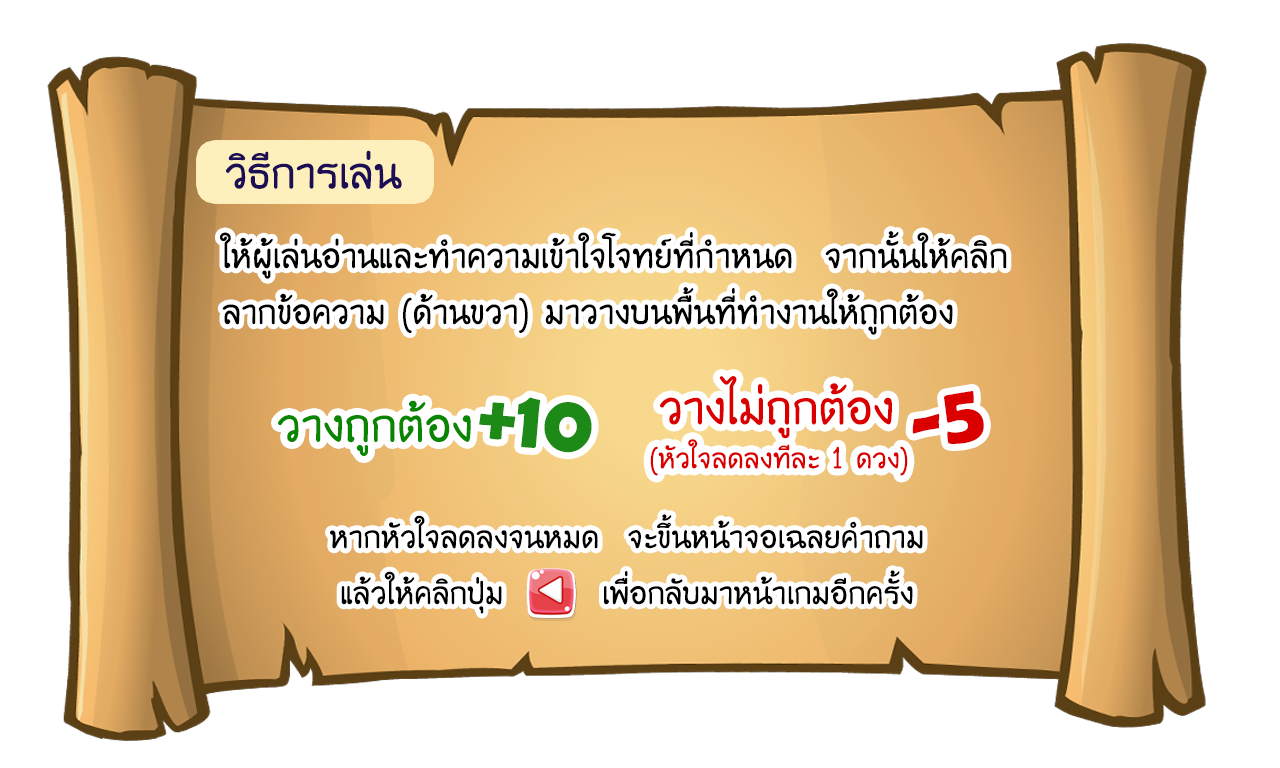 วิธีการเล่น
ให้ผู้เล่นอ่านและทำความเข้าใจโจทย์ที่กำหนด จากนั้นให้คลิก
ลากข้อความ (ด้านขวา) มาวางบนพื้นที่ทำงานให้ถูกต้อง
วางถูกต้อง +10
วางไม่ถูกต้อง -5
(หัวใจลดลงทีละ 1 ดวง)
หากหัวใจลดลงจนหมด จะขึ้นหน้าจอเฉลยคำถาม
แล้วให้คลิกปุ่ม เพื่อกลับมาหน้าเกมอีกครั้ง